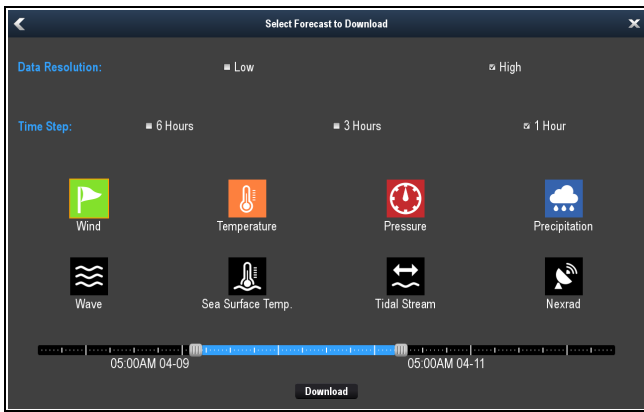 Select Forecast to Download
Data Resolution: Low High
Time Step: 6 Hours 3 Hours 1 Hour
Wind Temperature Pressure Precipitation
Wave Sea Surface Temp. Tidal Stream Nexrad
05:00AM 04-09 05:00AM 04-11
Download